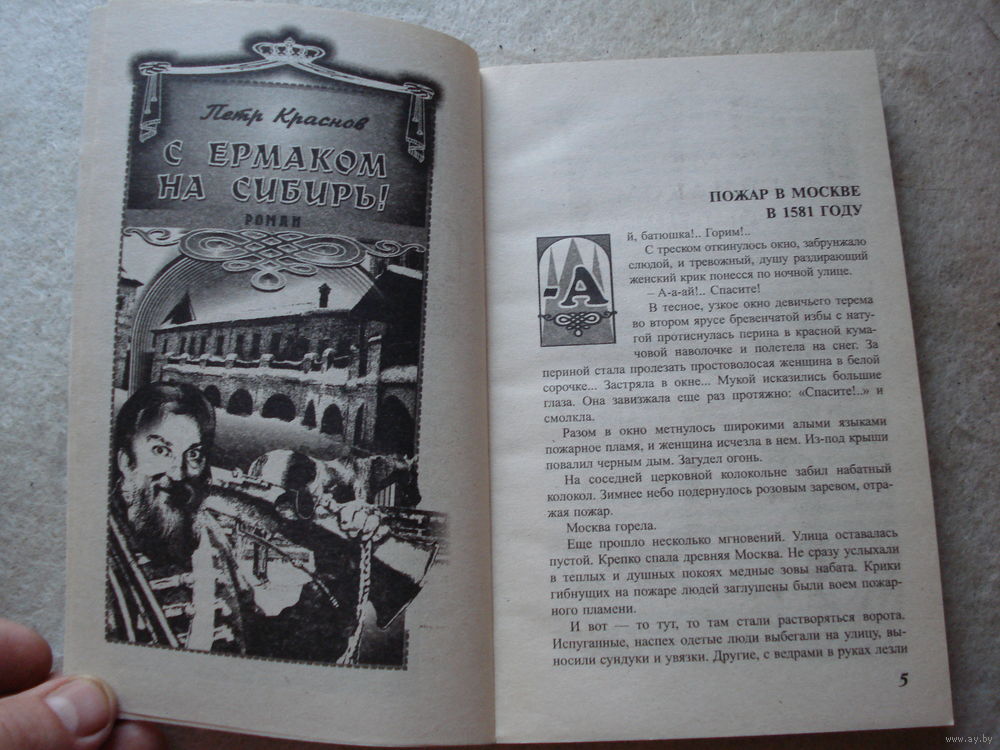 Петр Краснов
С ЕРМАКОМ
НА СИБИРЬ!
РОМАН
ПОЖАР В МОСКВЕ
В 1581 ГОДУ
-А
й, батюшка!.. Горим!..
С треском откинулось окно, забрунжало
слюдой, и тревожный, душу раздирающий
женский крик понесся по ночной улице.
– А-а-ай!.. Спасите!
В тесное, узкое окно девичьего терема
во втором ярусе бревенчатой избы с нату-
гой протиснулась перина в красной кума-
човой наволочке и полетела на снег. За
периной стала пролезать простоволосая женщина в белой
сорочке... Застряла в окне... Мукой исказились большие
глаза. Она завизжала еще раз протяжно: «Спасите!..» и
смолкла.
Разом в окно метнулось широкими алыми языками
пожарное пламя, и женщина исчезла в нем. Из-под крыши
повалил черным дым. Загудел огонь.
На соседней церковной колокольне забил набатный
колокол. Зимнее небо подернулось розовым заревом, отра-
жая пожар.
Москва горела.
Еще прошло несколько мгновений. Улица оставалась
пустой. Крепко спала древняя Москва. Не сразу услыхали
в теплых и душных покоях медные зовы набата. Крики
гибнущих на пожаре людей заглушены были воем пожар-
ного пламени.
И вот — то тут, то там стали растворяться ворота.
Испуганные, наспех одетые люди выбегали на улицу, вы-
носили сундуки и увязки. Другие, с ведрами в руках лезли
5
www.ay.by